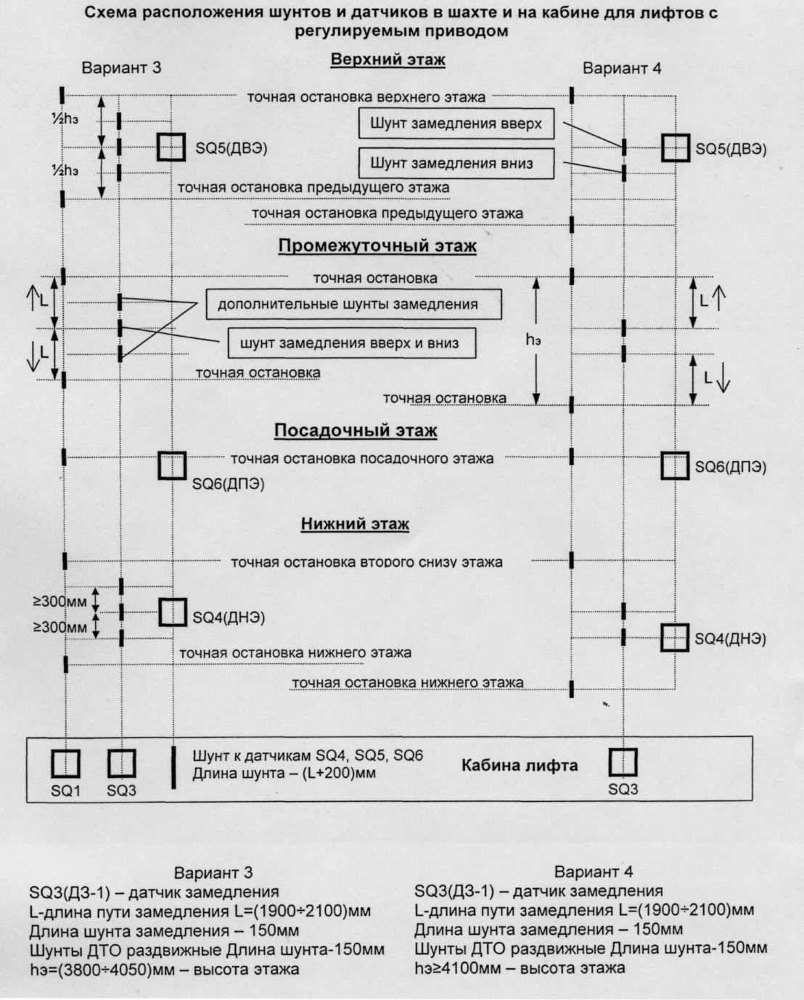 Схема расположения шунтов и датчиков в шахте и на кабине для лифтов с
регулируемым приводом
Верхний этаж
Вариант 3
Вариант 4
точная остановка верхнего этажа
½hэ
Шунт замедления вверх
SQ5(ДВЭ)
SQ5(ДВЭ)
½hэ
Шунт замедления вниз
точная остановка предыдущего этажа
точная остановка предыдущего этажа
Промежуточный этаж
точная остановка
L
дополнительные шунты замедления
L
hэ
шунт замедления вверх и вниз
L
точная остановка
L
точная остановка
Посадочный этаж
точная остановка посадочного этажа
SQ6(ДПЭ)
SQ6(ДПЭ)
Нижний этаж
точная остановка второго снизу этажа
≥300мм
SQ4(ДНЭ)
≥300мм
SQ4(ДНЭ)
точная остановка нижнего этажа
точная остановка нижнего этажа
Шунт к датчикам SQ4, SQ5, SQ6
Длина шунта – (L+200)мм
Кабина лифта
SQ1
SQ3
SQ3
Вариант 3
SQ3(ДЗ-1) – датчик замедления
L-длина пути замедления L=(1900÷2100)мм
Длина шунта замедления – 150мм
Шунты ДТО раздвижные Длина шунта-150мм
hэ=(3800÷4050)мм – высота этажа
Вариант 4
SQ3(ДЗ-1) – датчик замедления
L-длина пути замедления L=(1900÷2100)мм
Длина шунта замедления – 150мм
Шунты ДТО раздвижные Длина шунта-150мм
hэ≥4100мм – высота этажа